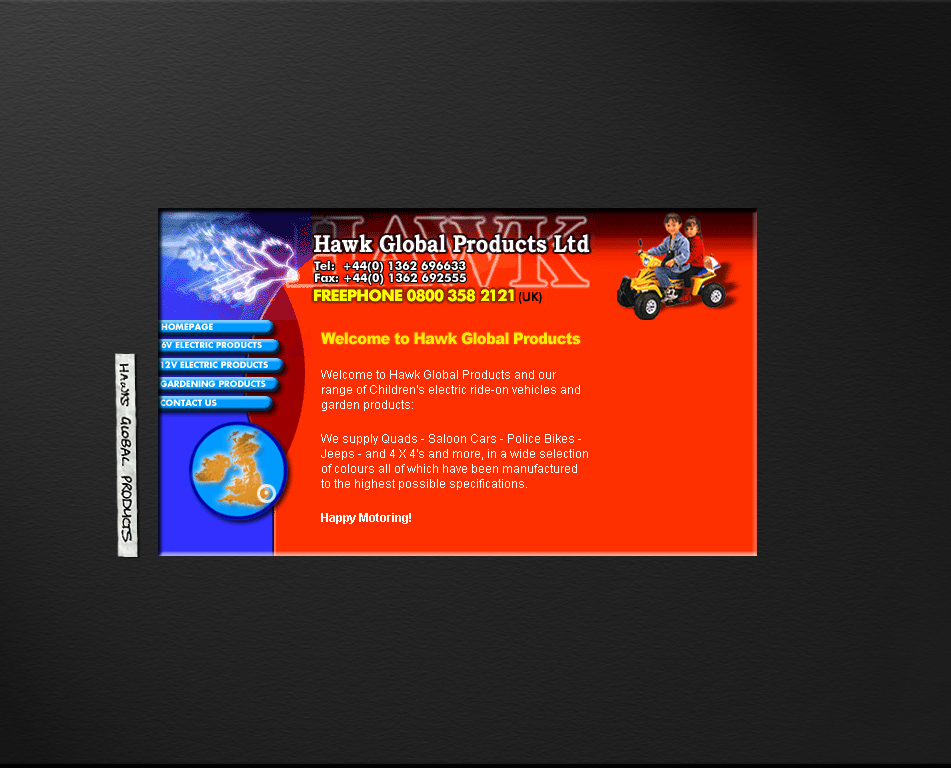 HAWK
Hawk Global Products Ltd
Tel: +44(0) 1362 696633
Fax: +44(0) 1362 692555
FREEPHONE 0800 358 2121 (UK)
HOMEPAGE
6V ELECTRIC PRODUCTS
12V ELECTRIC PRODUCTS
GARDENING PRODUCTS
CONTACT US
Welcome to Hawk Global Products
Welcome to Hawk Global Products and our
range of Children's electric ride-on vehicles and
garden products:
We supply Quads - Saloon Cars - Police Bikes -
Jeeps - and 4 X 4's and more, in a wide selection
of colours all of which have been manufactured
to the highest possible specifications.
Happy Motoring!
HAWKS GLOBAL PRODUCTS